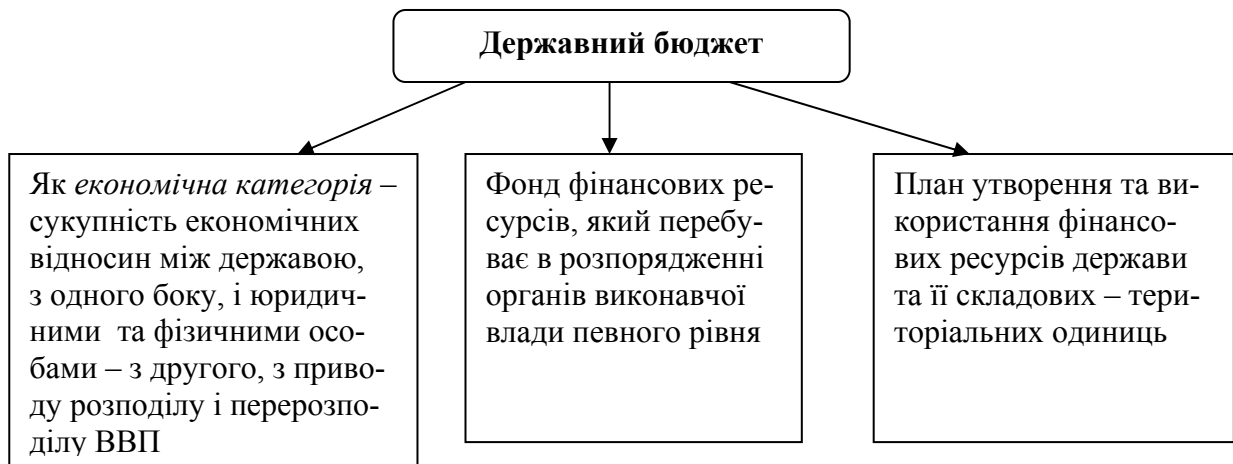 Державний бюджет
Як економічна категорія –
сукупність економічних
відносин між державою,
з одного боку, і юридич-
ними та фізичними осо-
бами – з другого, з приво-
ду розподілу і перерозпо-
ділу ВВП
Фонд фінансових ре-
сурсів, який перебу-
ває в розпорядженні
органів виконавчої
влади певного рівня
План утворення та ви-
користання фінансо-
вих ресурсів держави
та її складових – тери-
торіальних одиниць